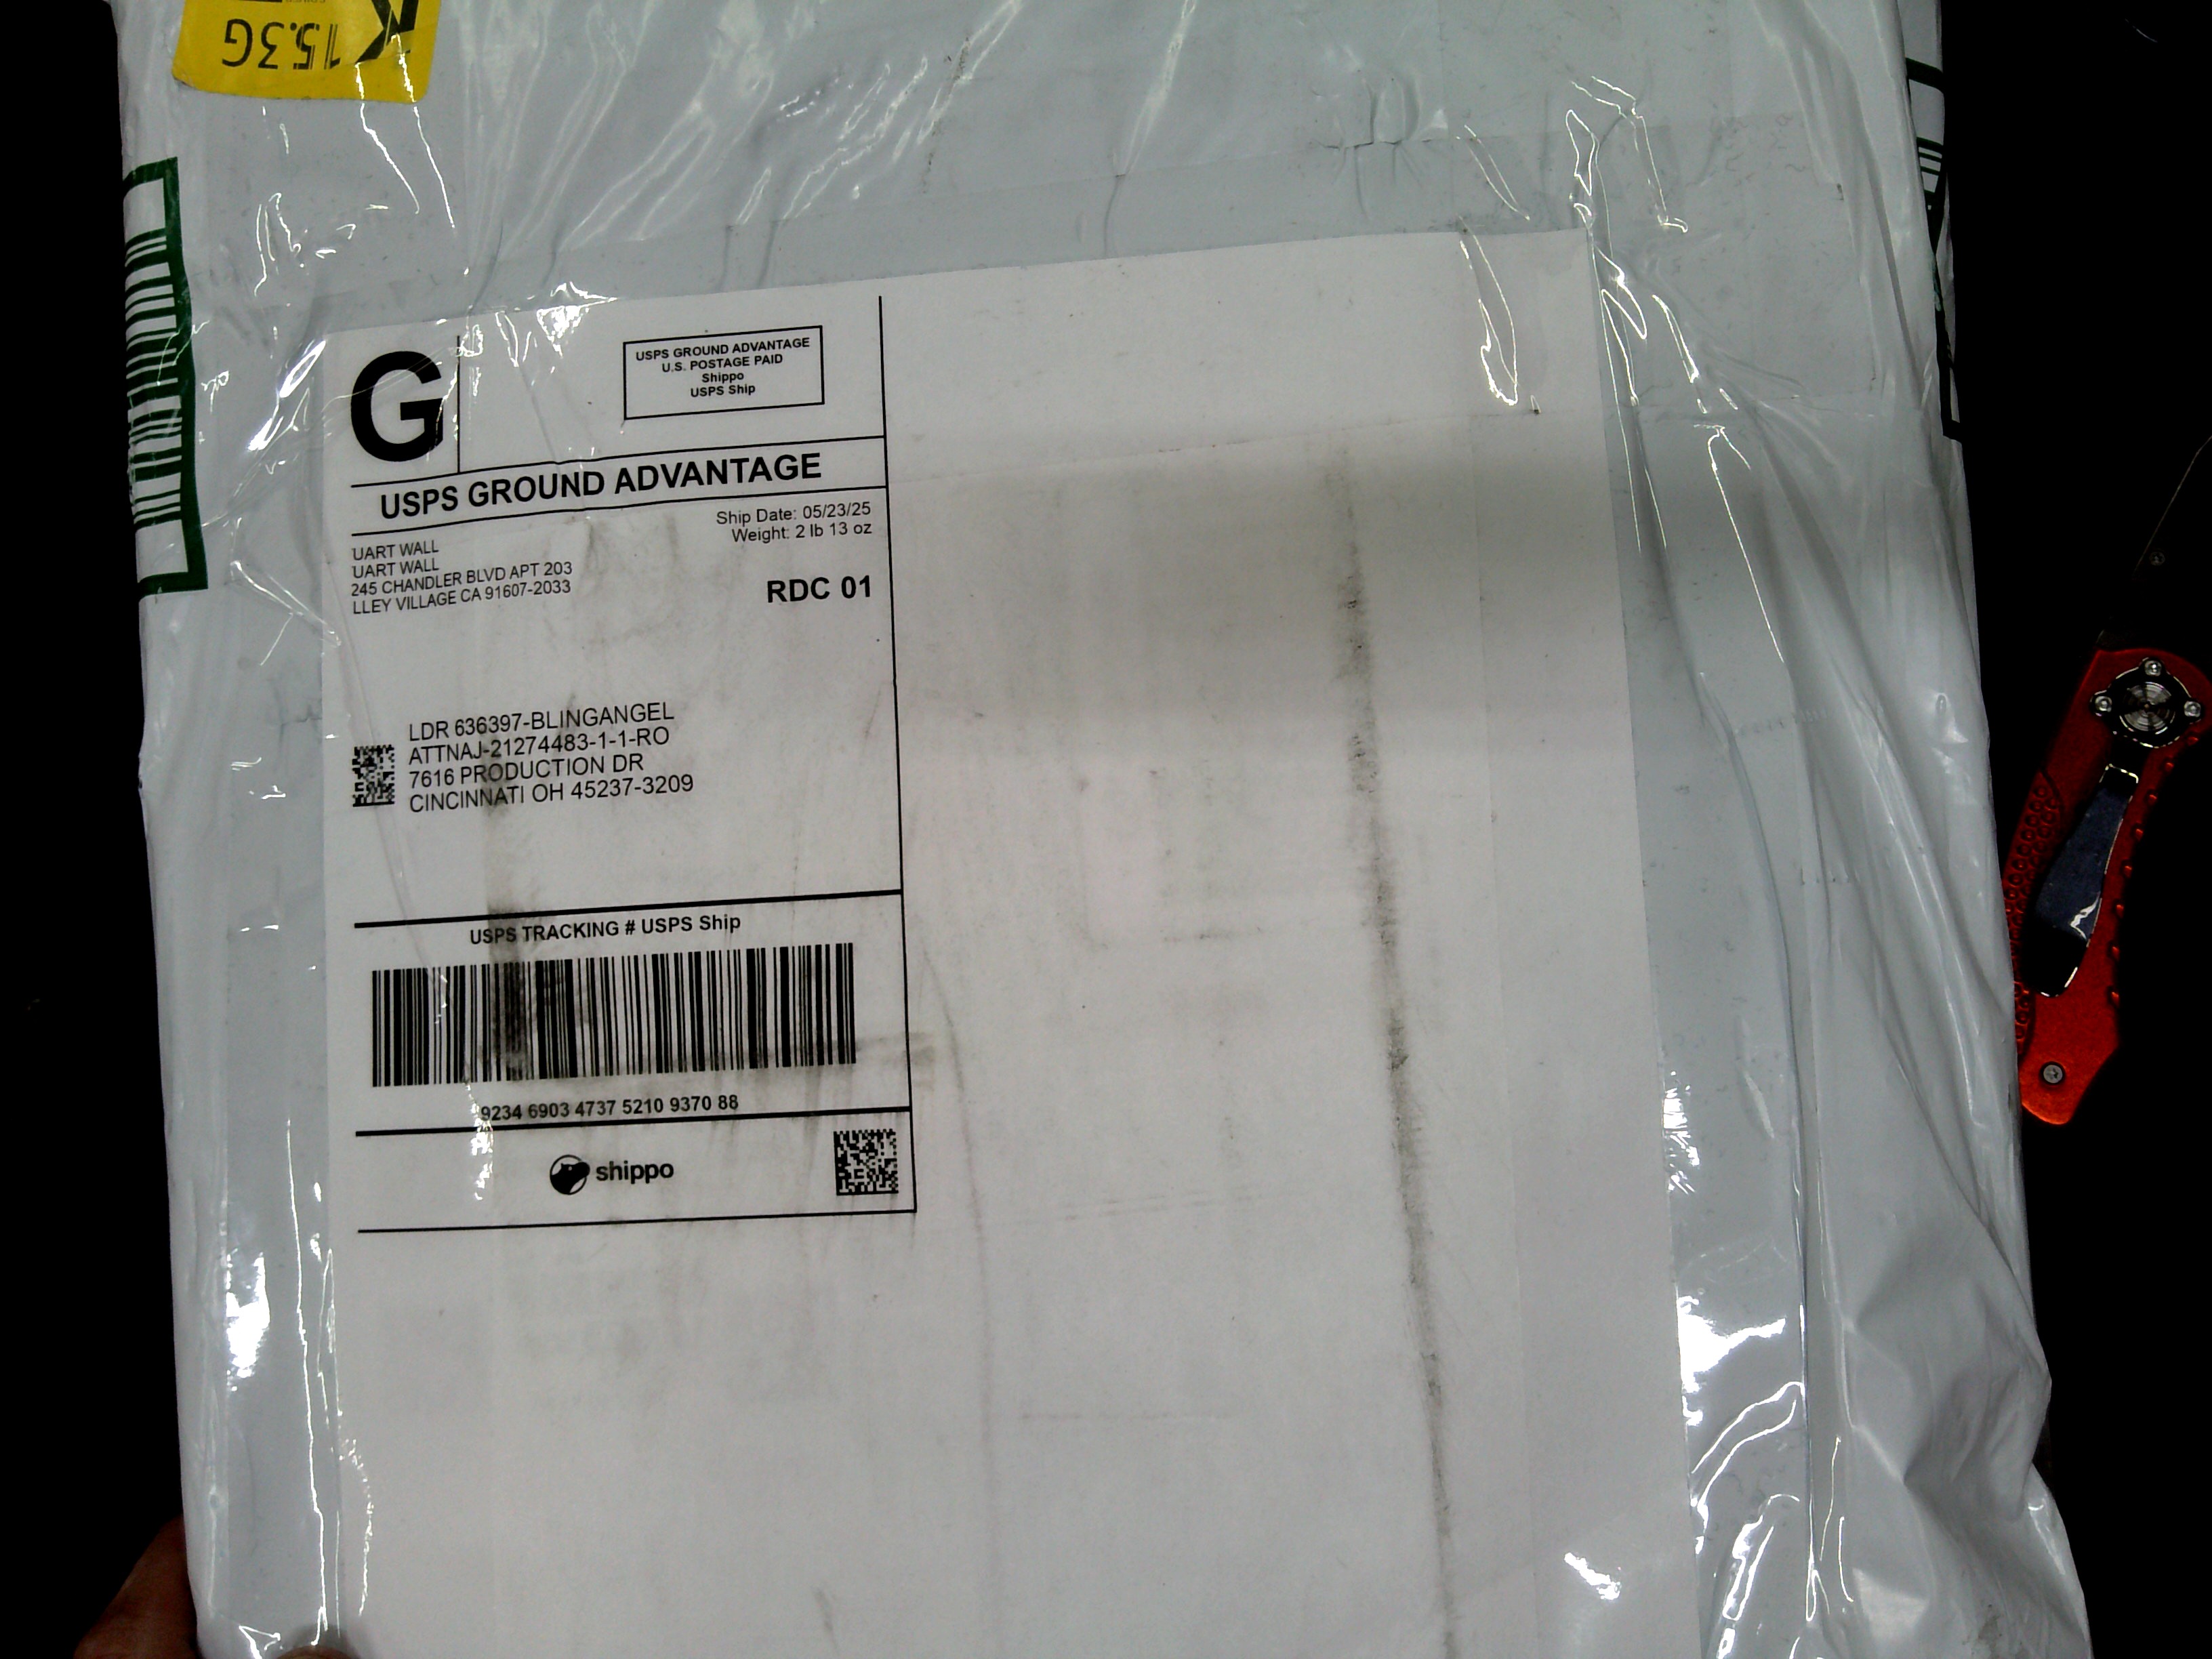 15.3G
G
USPS GROUND ADVANTAGE
U.S. POSTAGE PAID
Shippo
USPS Ship
USPS GROUND ADVANTAGE
Ship Date: 05/23/25
Weight: 2 lb 13 oz
UART WALL
UART WALL
245 CHANDLER BLVD APT 203
LLEY VILLAGE CA 91607-2033
RDC 01
LDR 636397-BLINGANGEL
ATTNAJ-21274483-1-1-RO
7616 PRODUCTION DR
CINCINNATI OH 45237-3209
USPS TRACKING # USPS Ship
9234 6903 4737 5210 9370 88
shippo